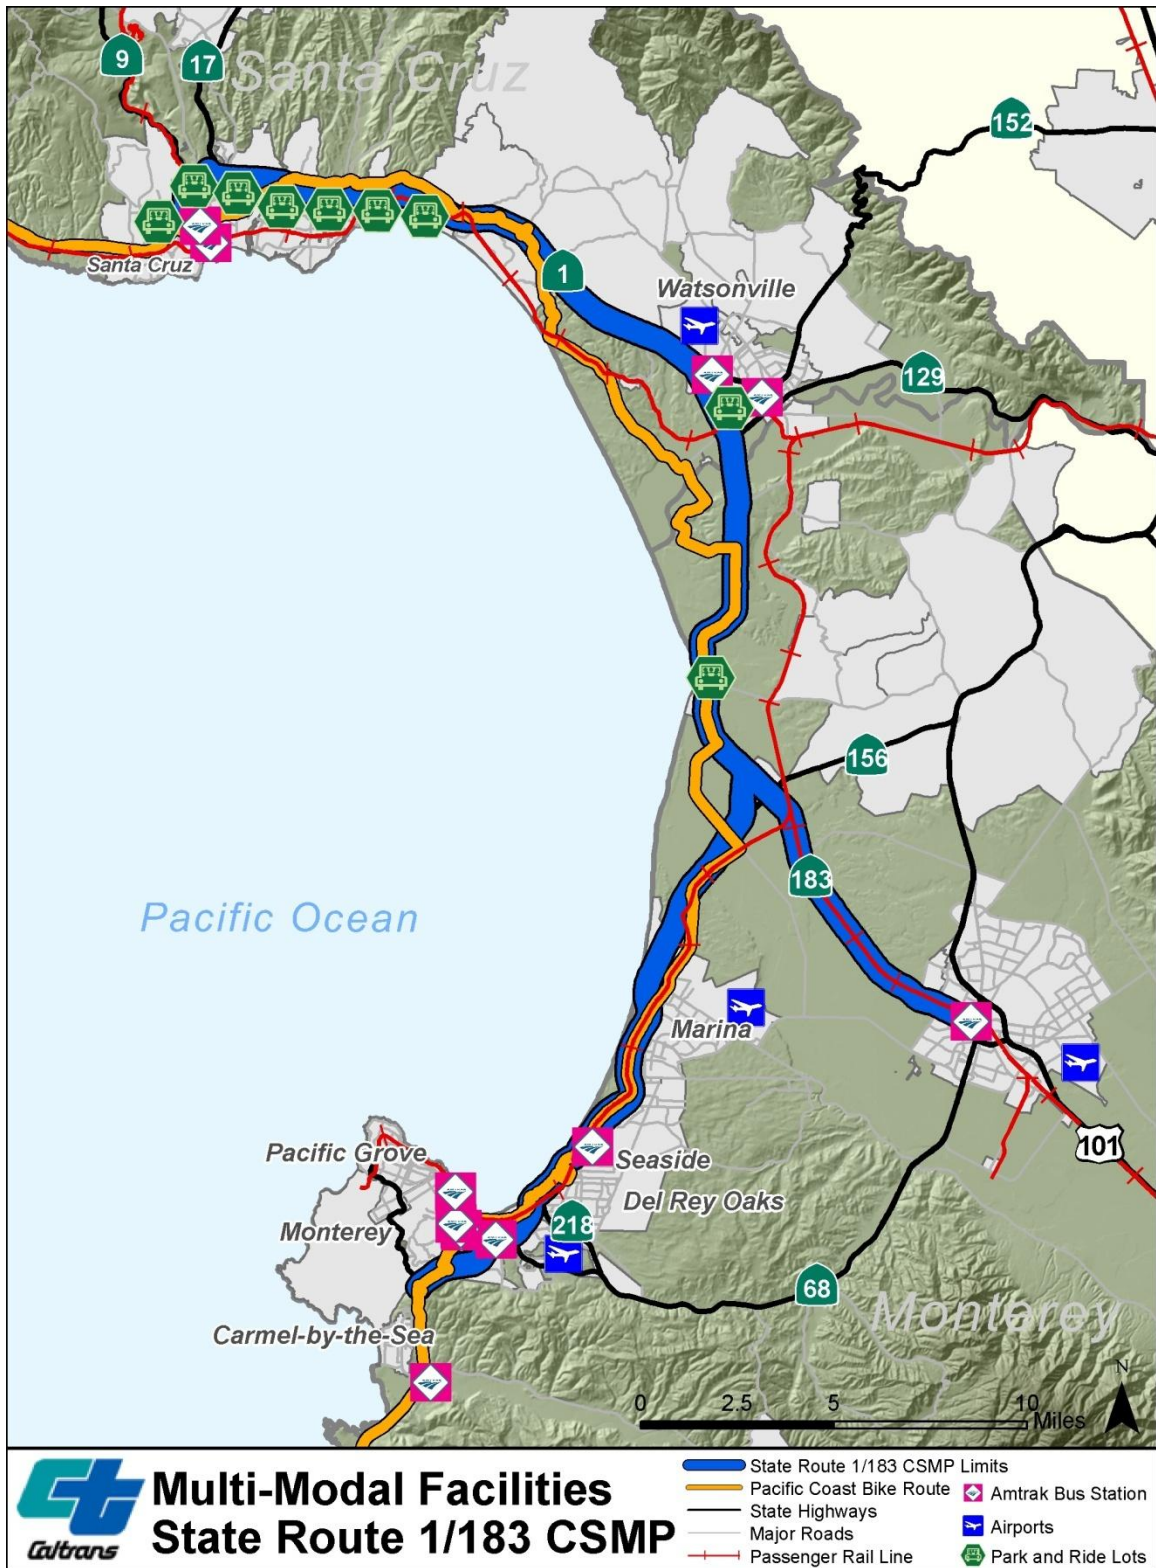 9
17
Santa Cruz
152
1
Santa Cruz
Watsonville
129
156
183
Pacific Ocean
Marina
101
Pacific Grove
Seaside
Del Rey Oaks
Monterey
218
68
Monterey
Carmel-by-the-Sea
N
0 2.5 5 10
Miles
Caltrans
Multi-Modal Facilities
State Route 1/183 CSMP
State Route 1/183 CSMP Limits
Pacific Coast Bike Route
State Highways
Major Roads
Passenger Rail Line
Amtrak Bus Station
Airports
Park and Ride Lots